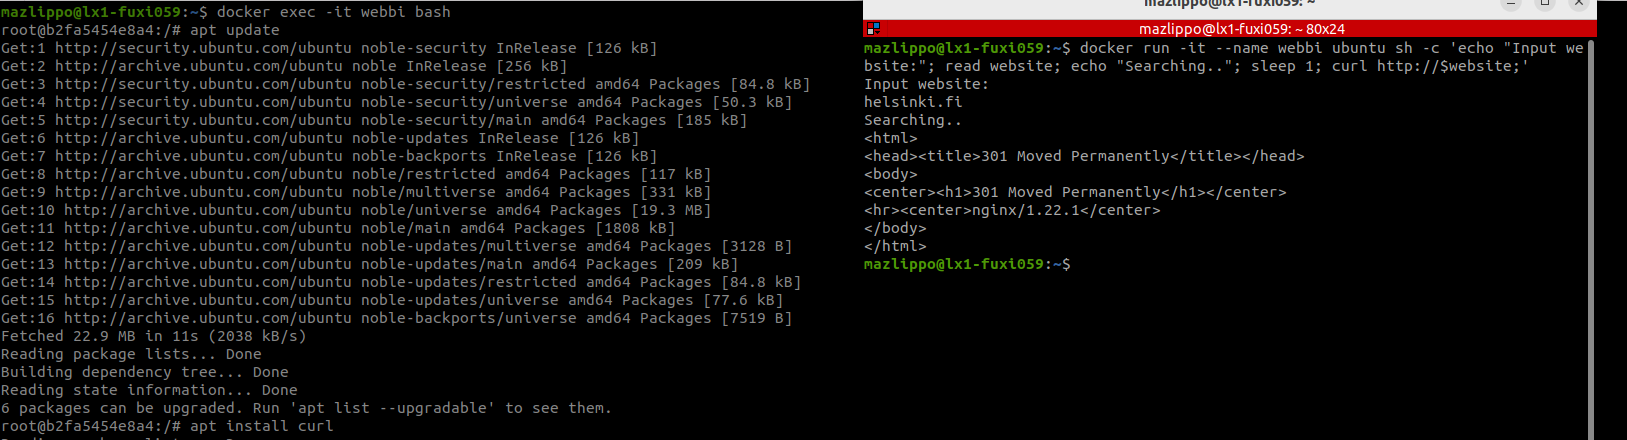 mazlippo@lx1-fuxi059:~$ docker exec -it webbi bash
root@b2fa5454e8a4:/# apt update
Get:1 http://security.ubuntu.com/ubuntu noble-security InRelease [126 kB]
Get:2 http://archive.ubuntu.com/ubuntu noble InRelease [256 kB]
Get:3 http://security.ubuntu.com/ubuntu noble-security/restricted amd64 Packages [84.8 kB]
Get:4 http://security.ubuntu.com/ubuntu noble-security/universe amd64 Packages [50.3 kB]
Get:5 http://security.ubuntu.com/ubuntu noble-security/main amd64 Packages [185 kB]
Get:6 http://archive.ubuntu.com/ubuntu noble-updates InRelease [126 kB]
Get:7 http://archive.ubuntu.com/ubuntu noble-backports InRelease [126 kB]
Get:8 http://archive.ubuntu.com/ubuntu noble/restricted amd64 Packages [117 kB]
Get:9 http://archive.ubuntu.com/ubuntu noble/multiverse amd64 Packages [331 kB]
Get:10 http://archive.ubuntu.com/ubuntu noble/universe amd64 Packages [19.3 MB]
Get:11 http://archive.ubuntu.com/ubuntu noble/main amd64 Packages [1808 kB]
Get:12 http://archive.ubuntu.com/ubuntu noble-updates/multiverse amd64 Packages [3128 B]
Get:13 http://archive.ubuntu.com/ubuntu noble-updates/main amd64 Packages [209 kB]
Get:14 http://archive.ubuntu.com/ubuntu noble-updates/restricted amd64 Packages [84.8 kB]
Get:15 http://archive.ubuntu.com/ubuntu noble-updates/universe amd64 Packages [77.6 kB]
Get:16 http://archive.ubuntu.com/ubuntu noble-backports/universe amd64 Packages [7519 B]
Fetched 22.9 MB in 11s (2038 kB/s)
Reading package lists... Done
Building dependency tree... Done
Reading state information... Done
6 packages can be upgraded. Run 'apt list --upgradable' to see them.
root@b2fa5454e8a4:/# apt install curl
mazlippo@lx1-fuxi059: ~
mazlippo@lx1-fuxi059: ~ 80x24
mazlippo@lx1-fuxi059:~$ docker run -it --name webbi ubuntu sh -c 'echo "Input we
bsite:"; read website; echo "Searching.."; sleep 1; curl http://$website;'
Input website:
helsinki.fi
Searching..
<html>
<head><title>301 Moved Permanently</title></head>
<body>
<center><h1>301 Moved Permanently</h1></center>
<hr><center>nginx/1.22.1</center>
</body>
</html>
mazlippo@lx1-fuxi059:~$